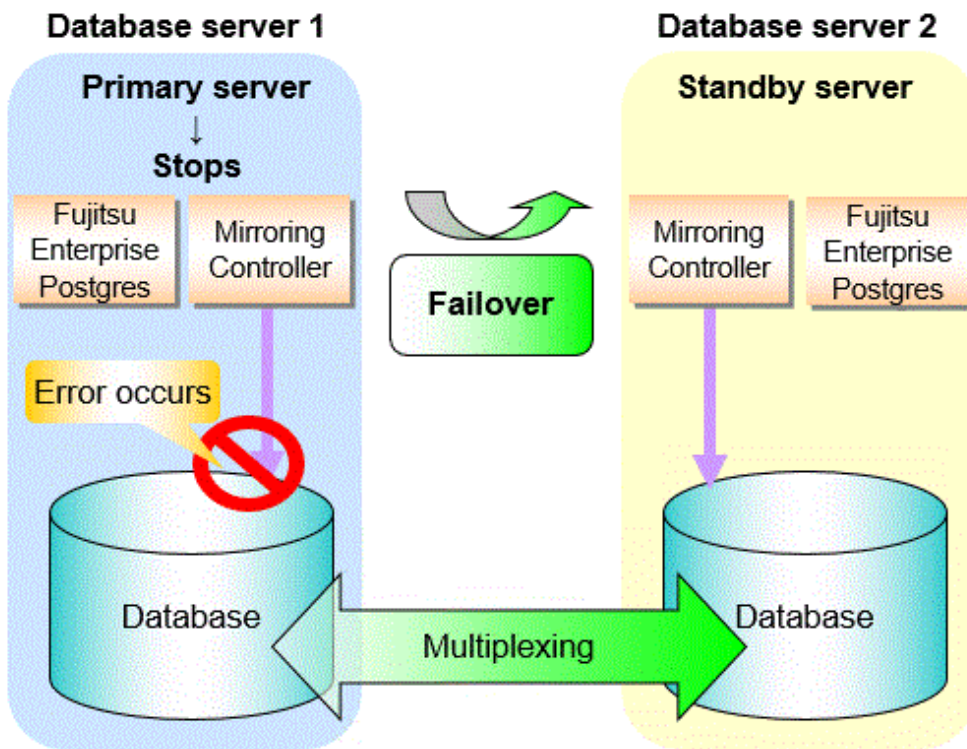 Database server 1
Database server 2
Primary server
↓
Stops
Standby server
Fujitsu
Enterprise
Postgres
Mirroring
Controller
Failover
Mirroring
Controller
Fujitsu
Enterprise
Postgres
Error occurs
Database
Multiplexing
Database